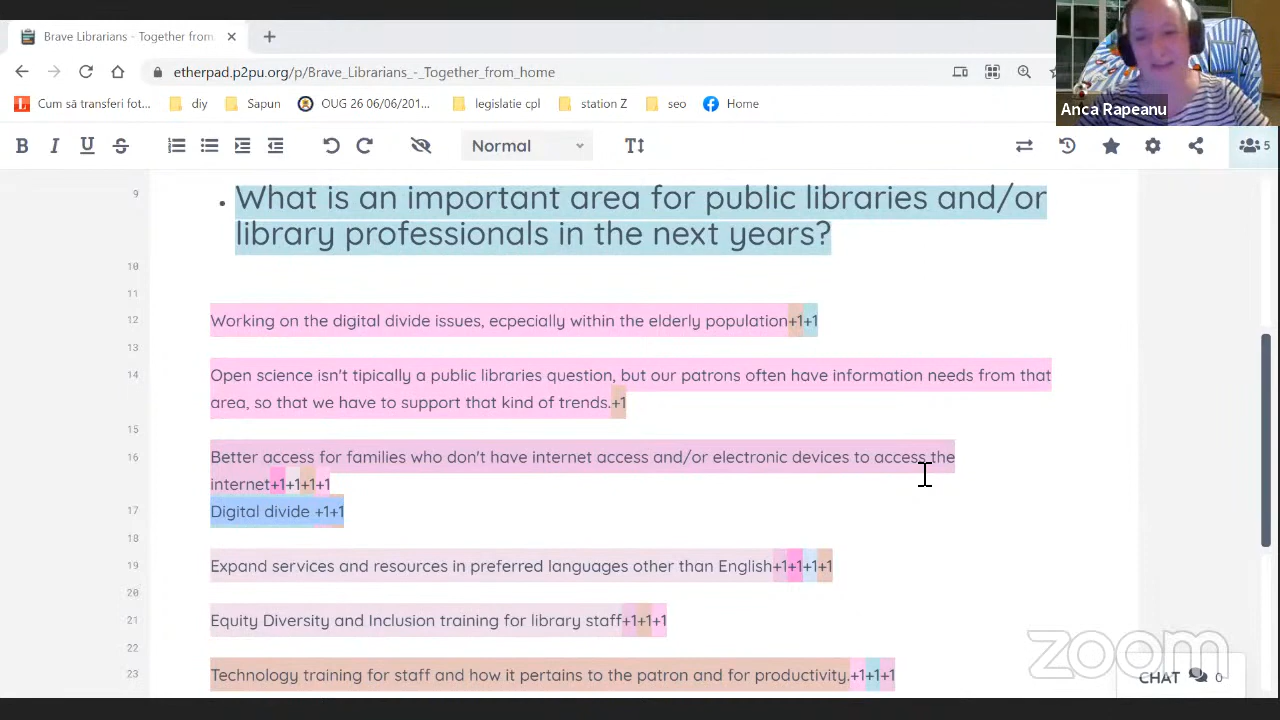 Brave Librarians - Together from
etherpad.p2pu.org/p/Brave_Librarians_-_Together_from_home
Cum să transferi fot...
diy
Sapun
OUG 26 06/06/201...
legislatie cpl
station Z
seo
Home
Anca Rapeanu
B I U S
Normal
5
9
What is an important area for public libraries and/or
library professionals in the next years?
10
11
12
Working on the digital divide issues, ecpecially within the elderly population+1+1
13
14
Open science isn't tipically a public libraries question, but our patrons often have information needs from that
area, so that we have to support that kind of trends.+1
15
16
Better access for families who don't have internet access and/or electronic devices to access the
internet+1+1+1+1
17
Digital divide +1+1
18
19
Expand services and resources in preferred languages other than English+1+1+1+1
20
21
Equity Diversity and Inclusion training for library staff+1+1+1
22
23
Technology training for staff and how it pertains to the patron and for productivity.+1+1+1
zoom
CHAT 0